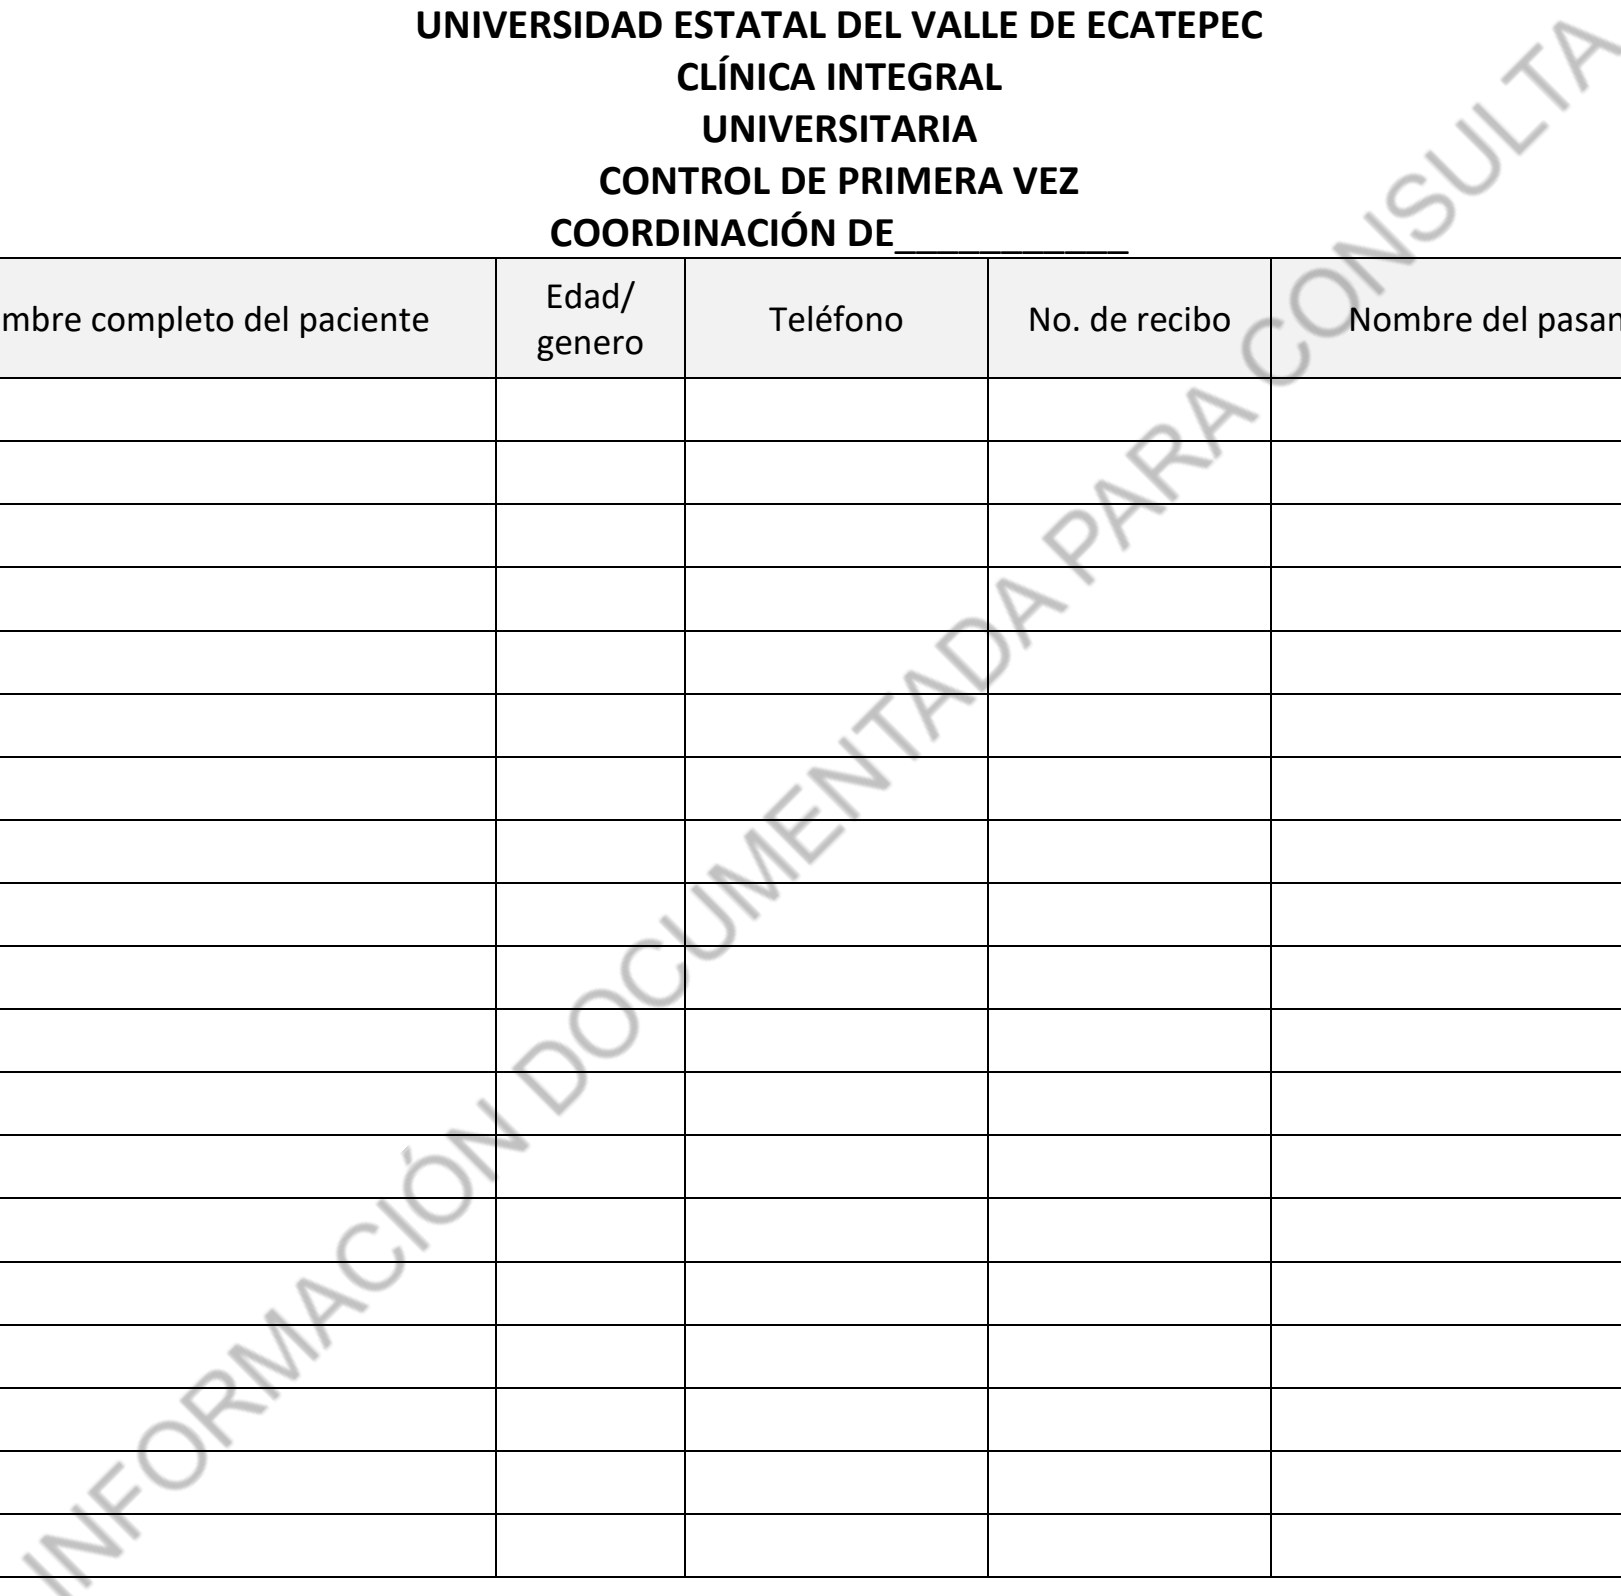 UNIVERSIDAD ESTATAL DEL VALLE DE ECATEPEC
CLÍNICA INTEGRAL
UNIVERSITARIA
CONTROL DE PRIMERA VEZ
COORDINACIÓN DE___________
mbre completo del paciente
Edad/
genero
Teléfono
No. de recibo
Nombre del pasan
INFORMACIÓN DOCUMENTADA PARA CONSULTA